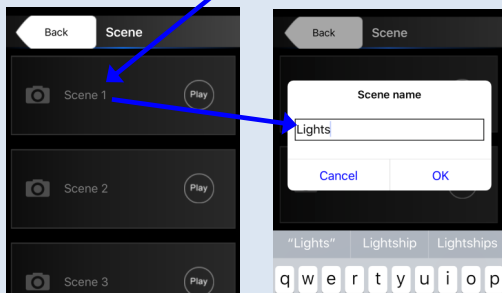 Back Scene
Scene 1 Play
Scene 2 Play
Scene 3 Play
Back Scene
Scene name
Lights
Cancel OK
"Lights" Lightship Lightships
q w e r t y u i o p